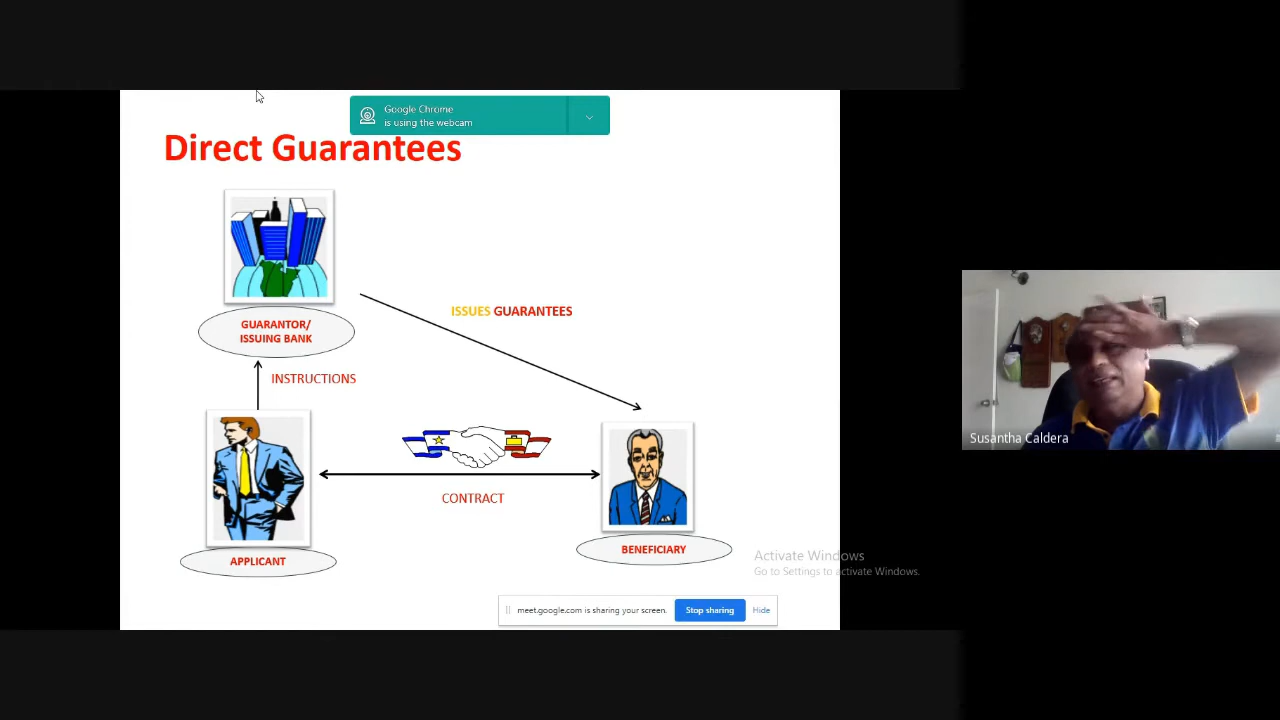 Google Chrome
is using the webcam
Direct Guarantees
ISSUES GUARANTEES
GUARANTOR/
ISSUING BANK
INSTRUCTIONS
CONTRACT
APPLICANT
BENEFICIARY
Susantha Caldera
Activate Windows
Go to Settings to activate Windows.
meet.google.com is sharing your screen.
Stop sharing
Hide